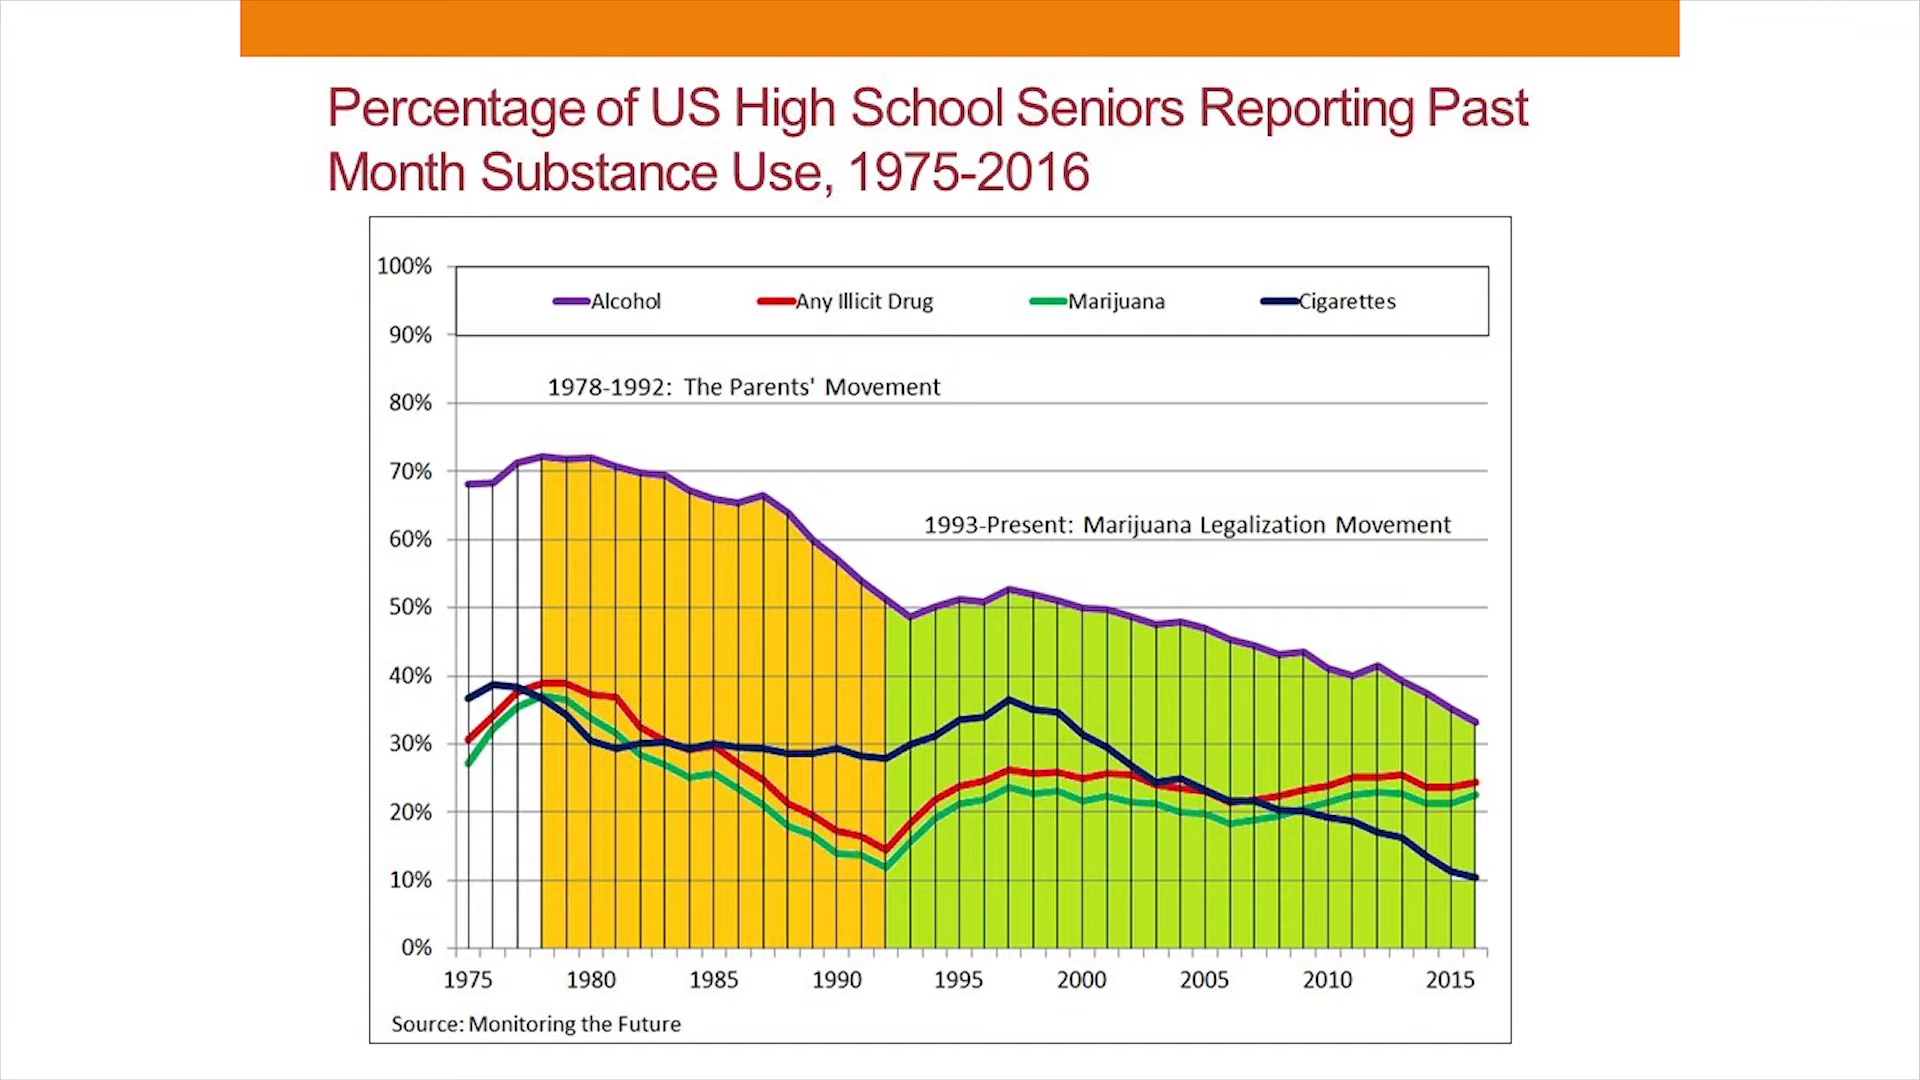 Percentage of US High School Seniors Reporting Past
Month Substance Use, 1975-2016
100%
Alcohol Any Illicit Drug Marijuana Cigarettes
90%
1978-1992: The Parents' Movement
80%
70%
1993-Present: Marijuana Legalization Movement
60%
50%
40%
30%
20%
10%
0%
1975 1980 1985 1990 1995 2000 2005 2010 2015
Source: Monitoring the Future